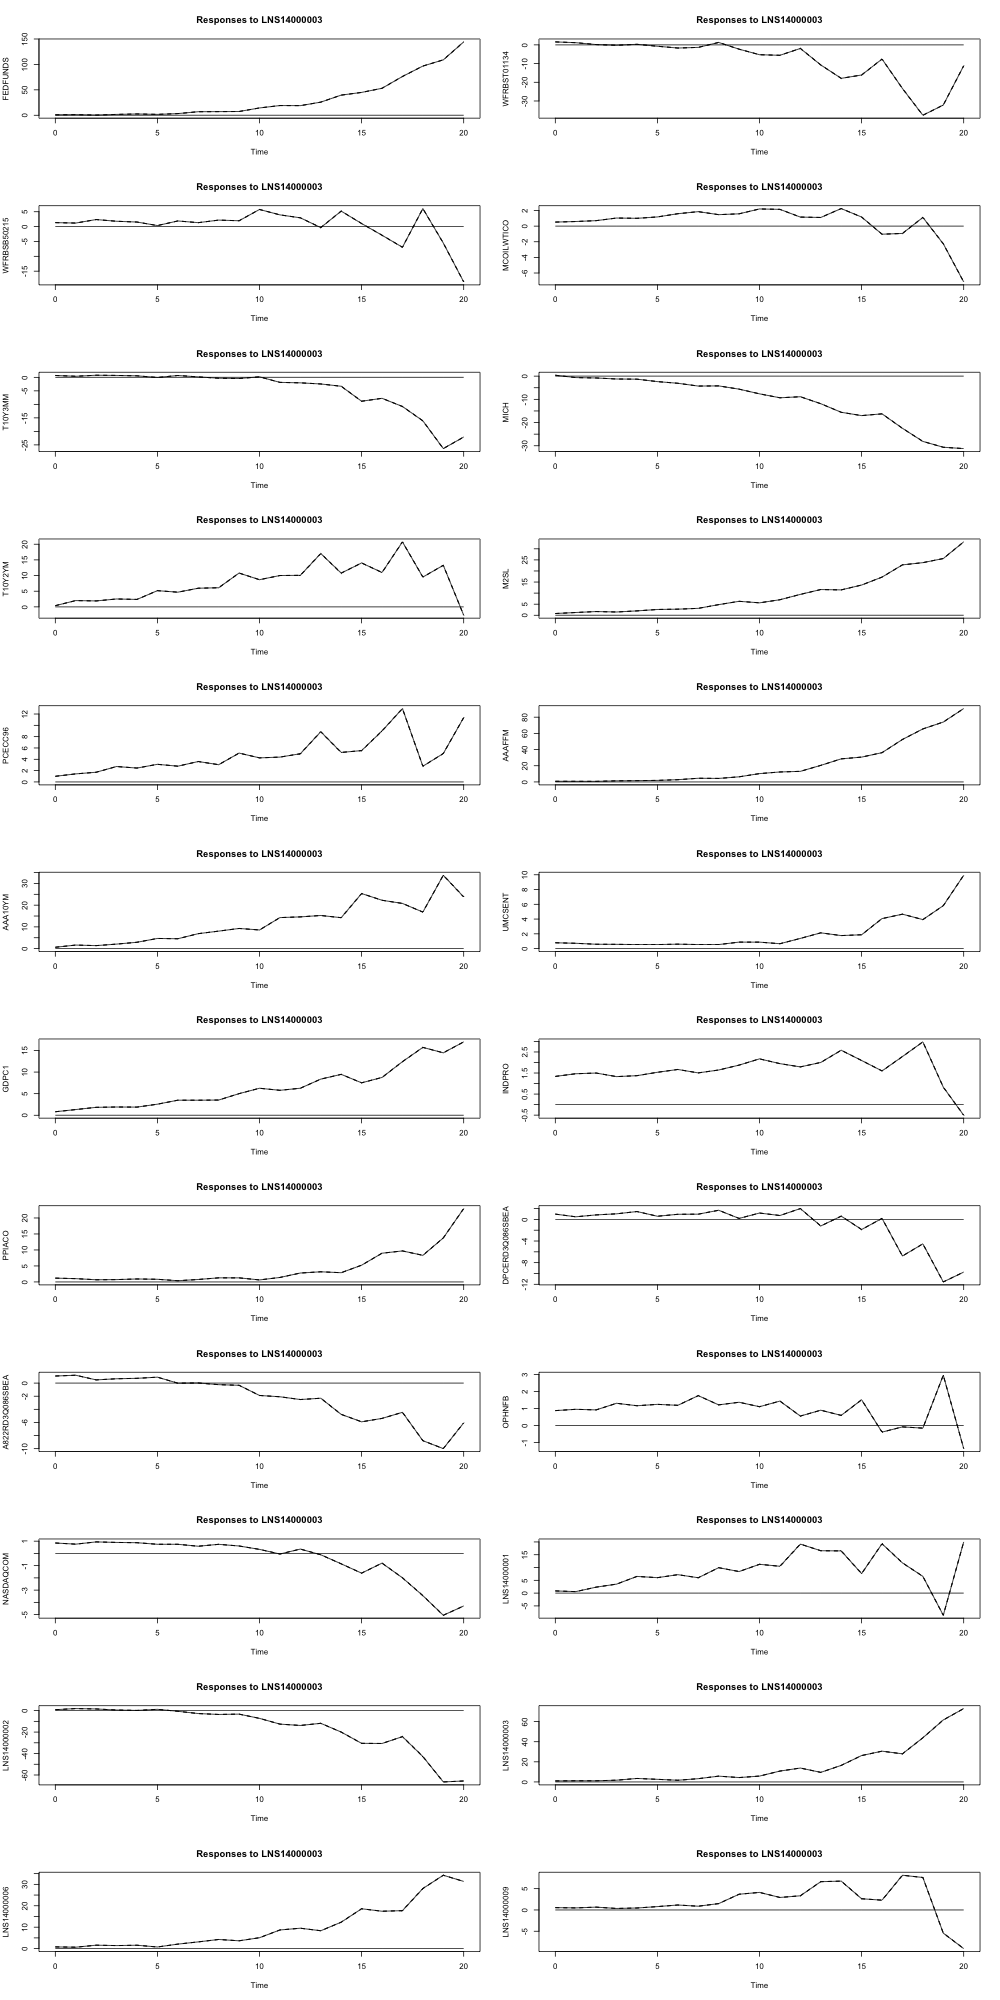 Responses to LNS14000003
FEDFUNDS
0 50 100 150
0 5 10 15 20
Time
Responses to LNS14000003
WFRBST01134
-30 -20 -10 0
0 5 10 15 20
Time
Responses to LNS14000003
WFRBSB50215
-15 -5 0 5
0 5 10 15 20
Time
Responses to LNS14000003
MCOILWTICO
-6 -4 -2 0 2
0 5 10 15 20
Time
Responses to LNS14000003
T10Y3MM
-25 -15 -5 0
0 5 10 15 20
Time
Responses to LNS14000003
MICH
-30 -20 -10 0
0 5 10 15 20
Time
Responses to LNS14000003
T10Y2YM
0 5 10 15 20
0 5 10 15 20
Time
Responses to LNS14000003
M2SL
0 5 15 25
0 5 10 15 20
Time
Responses to LNS14000003
PCECC96
0 2 4 6 8 12
0 5 10 15 20
Time
Responses to LNS14000003
AAAFFM
0 20 40 60 80
0 5 10 15 20
Time
Responses to LNS14000003
AAA10YM
0 10 20 30
0 5 10 15 20
Time
Responses to LNS14000003
UMCSENT
0 2 4 6 8 10
0 5 10 15 20
Time
Responses to LNS14000003
GDPC1
0 5 10 15
0 5 10 15 20
Time
Responses to LNS14000003
INDPRO
-0.5 0.5 1.5 2.5
0 5 10 15 20
Time
Responses to LNS14000003
PPIACO
0 5 10 15 20
0 5 10 15 20
Time
Responses to LNS14000003
DPCERD3Q086SBEA
-12 -8 -4 0
0 5 10 15 20
Time
Responses to LNS14000003
A822RD3Q086SBEA
-10 -6 -2 0
0 5 10 15 20
Time
Responses to LNS14000003
OPHNFB
-1 0 1 2 3
0 5 10 15 20
Time
Responses to LNS14000003
NASDAQCOM
-5 -3 -1 1
0 5 10 15 20
Time
Responses to LNS14000003
LNS14000001
-5 0 5 15
0 5 10 15 20
Time
Responses to LNS14000003
LNS14000002
-60 -40 -20 0
0 5 10 15 20
Time
Responses to LNS14000003
LNS14000003
0 20 40 60
0 5 10 15 20
Time
Responses to LNS14000003
LNS14000006
0 10 20 30
0 5 10 15 20
Time
Responses to LNS14000003
LNS14000009
-5 0 5
0 5 10 15 20
Time